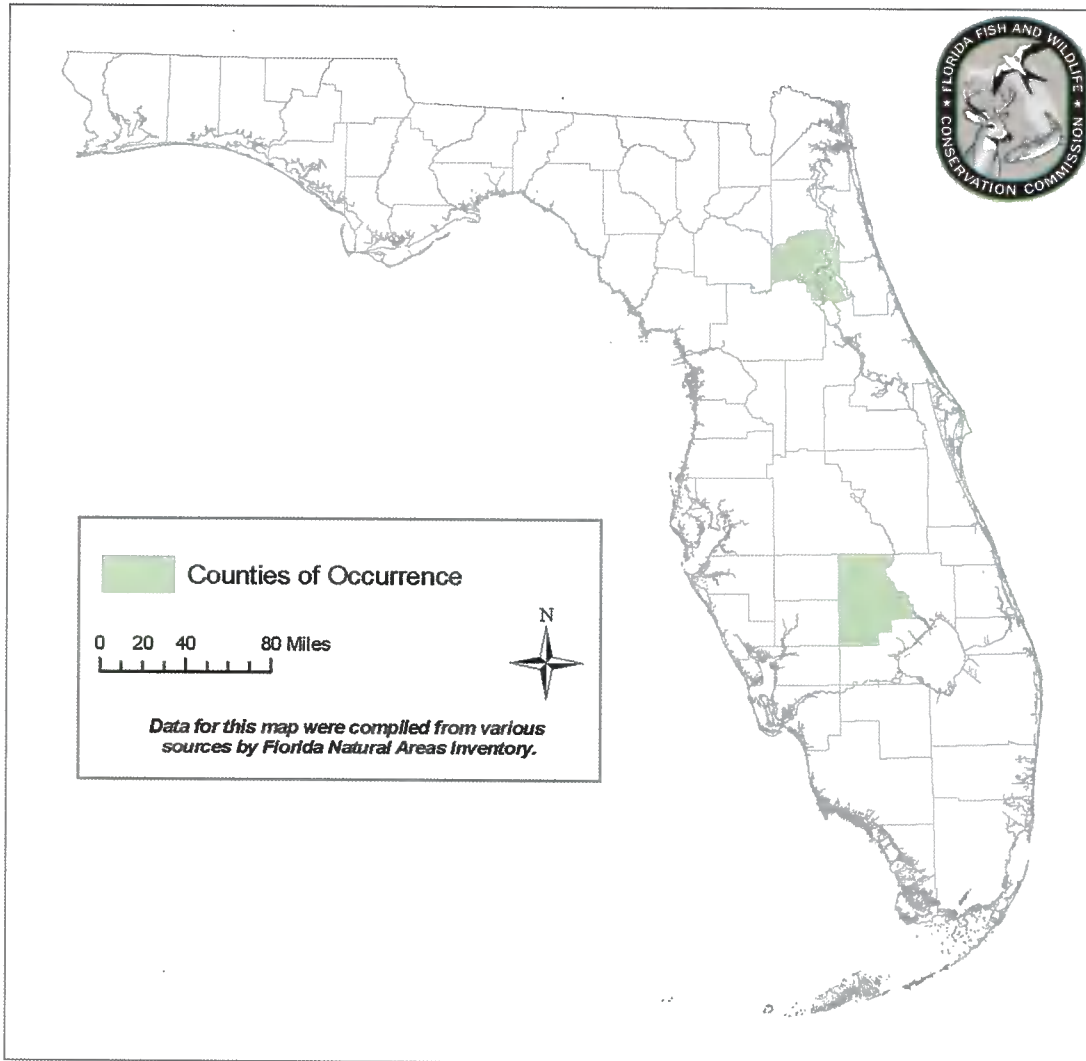 ★ FLORIDA FISH AND WILDLIFE ★
CONSERVATION COMMISSION
Counties of Occurrence
0 20 40 80 Miles
N
Data for this map were compiled from various
sources by Florida Natural Areas Inventory.